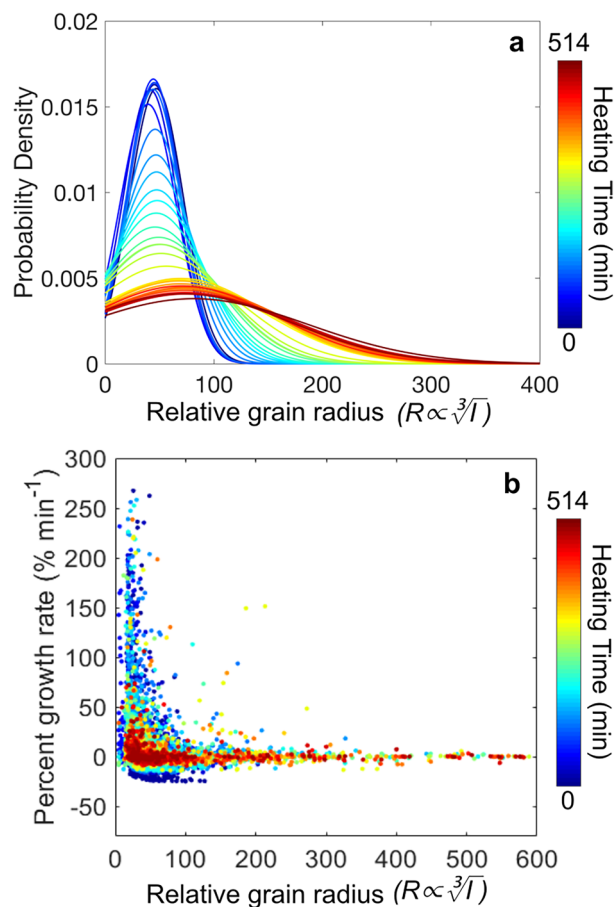 a
0.02
0.015
0.01
0.005
0
Probability Density
0 100 200 300 400
Relative grain radius (R∝∛I)
514
Heating Time (min)
0
b
300
250
200
150
100
50
0
-50
Percent growth rate (% min⁻¹)
0 100 200 300 400 500 600
Relative grain radius (R∝∛I)
514
Heating Time (min)
0